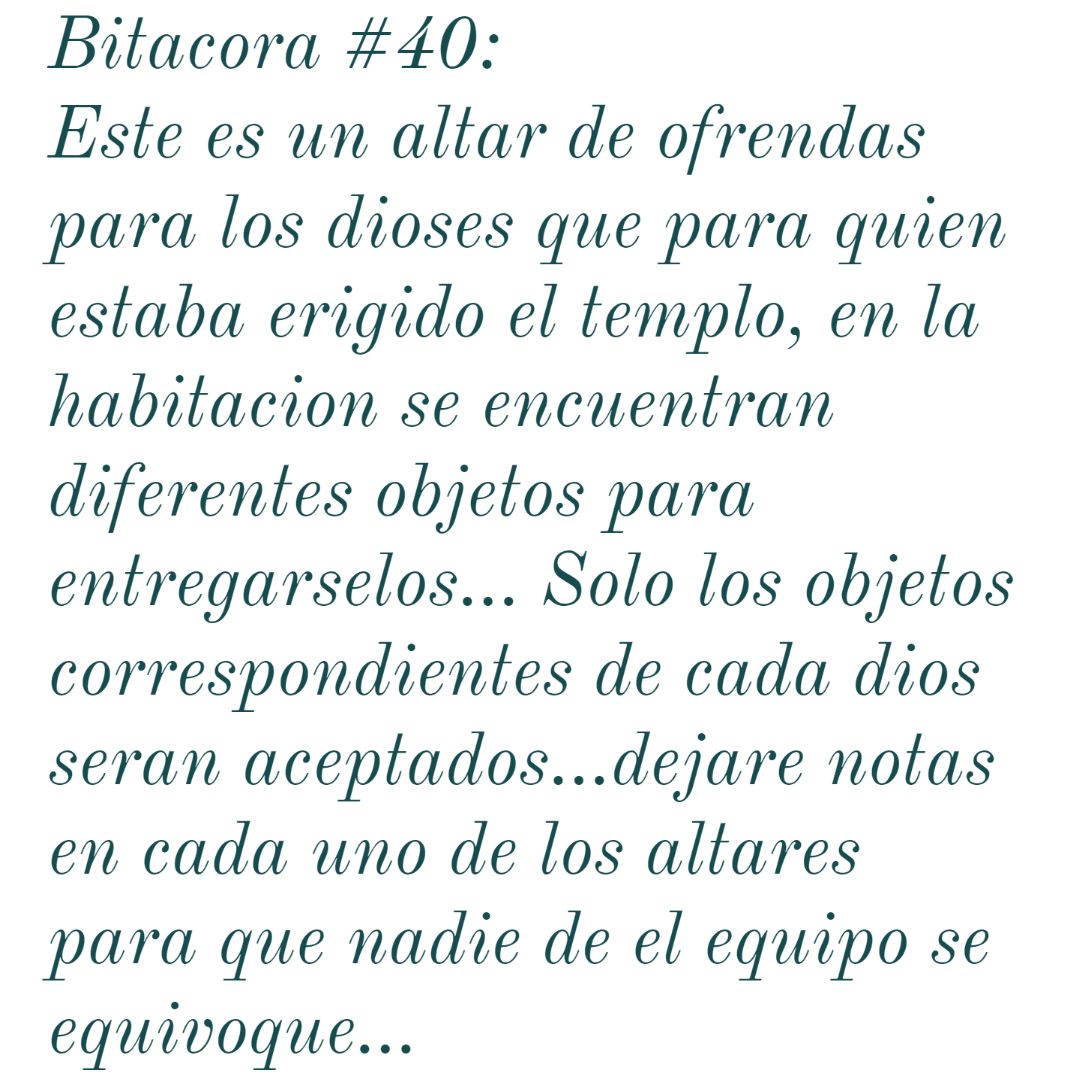 Bitacora #40:
Este es un altar de ofrendas
para los dioses que para quien
estaba erigido el templo, en la
habitacion se encuentran
diferentes objetos para
entregarselos... Solo los objetos
correspondientes de cada dios
seran aceptados...dejare notas
en cada uno de los altares
para que nadie de el equipo se
equivoque...